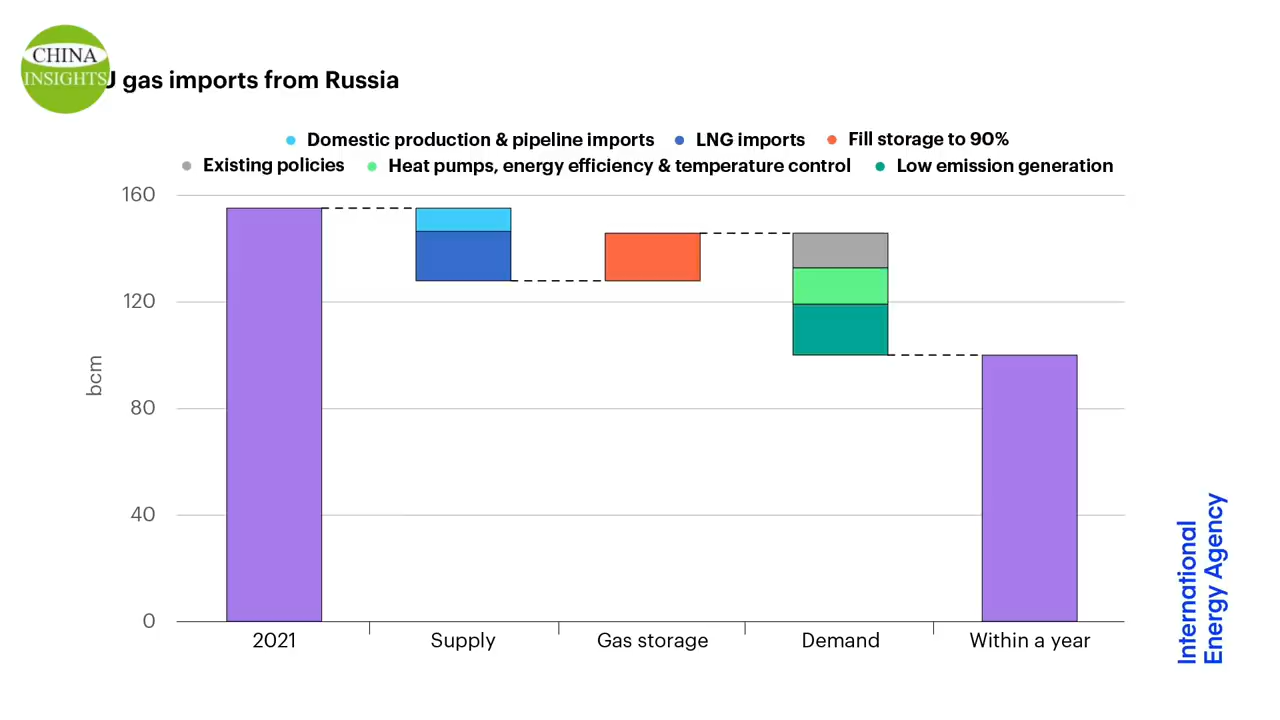 CHINA
INSIGHTS
gas imports from Russia
Domestic production & pipeline imports LNG imports Fill storage to 90%
Existing policies Heat pumps, energy efficiency & temperature control Low emission generation
160
120
80
40
0
bcm
2021 Supply Gas storage Demand Within a year
International
Energy Agency